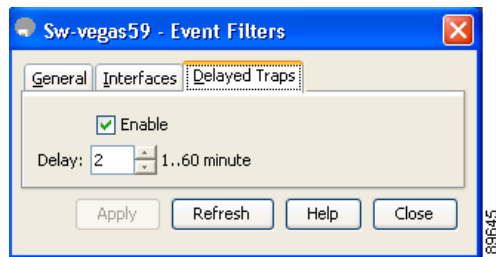 Sw-vegas59 - Event Filters
General Interfaces Delayed Traps
Enable
Delay: 2 1..60 minute
Apply Refresh Help Close
89645